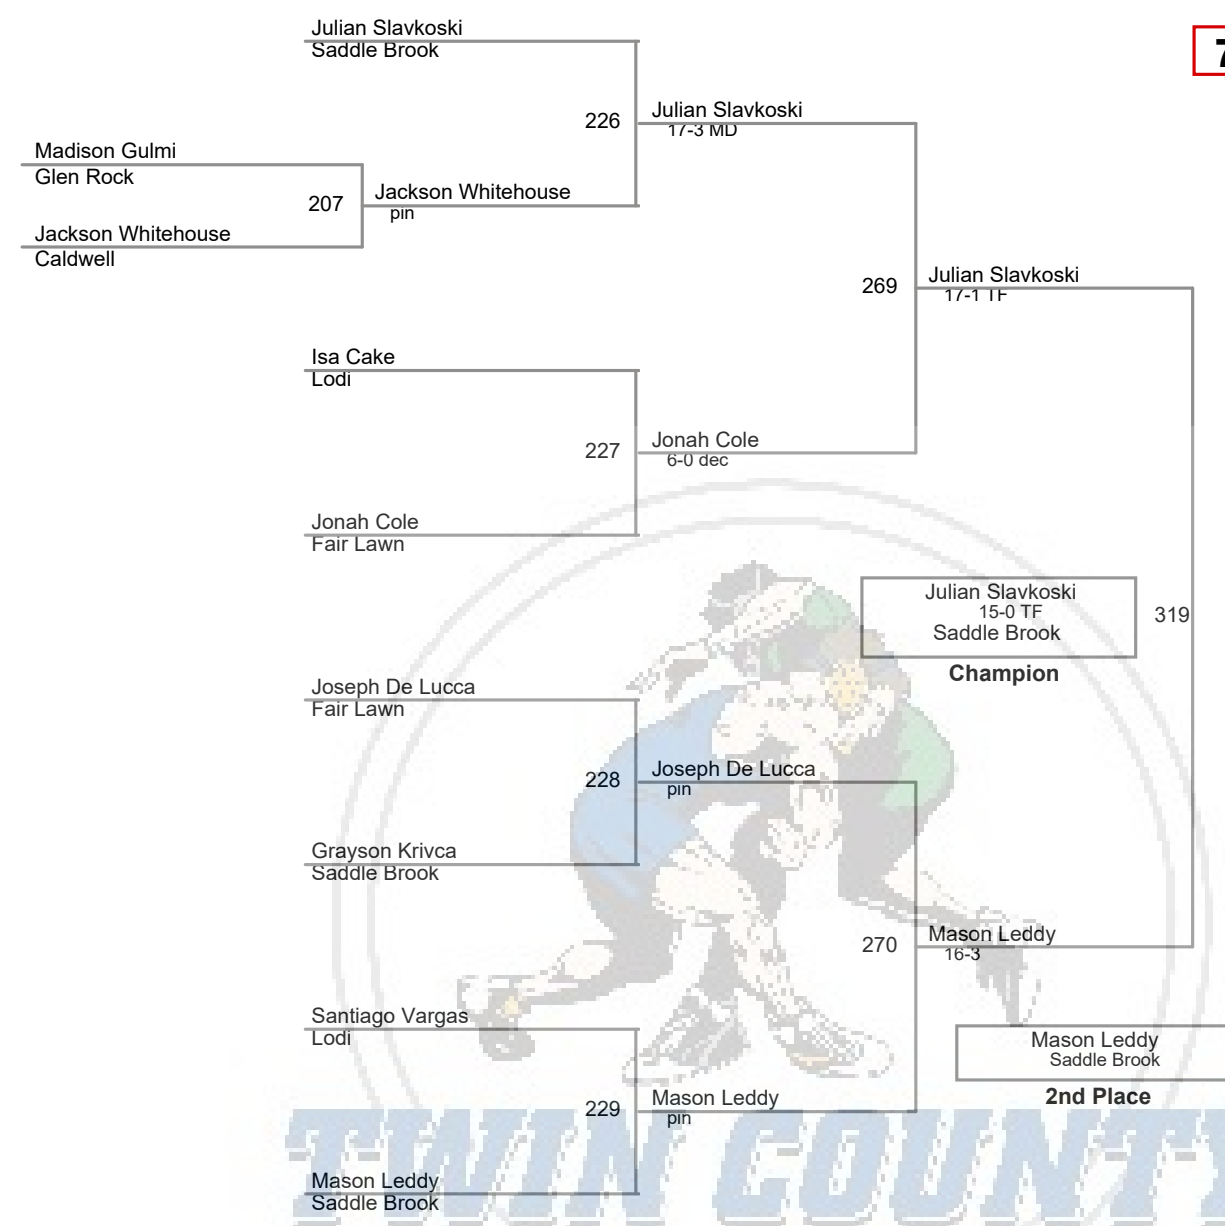 Julian Slavkoski
Saddle Brook
7
226
Julian Slavkoski
17-3 MD
Madison Gulmi
Glen Rock
207
Jackson Whitehouse
pin
Jackson Whitehouse
Caldwell
269
Julian Slavkoski
17-1 TF
Isa Cake
Lodi
227
Jonah Cole
6-0 dec
Jonah Cole
Fair Lawn
Julian Slavkoski
15-0 TF
Saddle Brook
319
Champion
Joseph De Lucca
Fair Lawn
228
Joseph De Lucca
pin
Grayson Krivca
Saddle Brook
270
Mason Leddy
16-3
Santiago Vargas
Lodi
Mason Leddy
Saddle Brook
2nd Place
229
Mason Leddy
pin
TWIN COUNTY
Mason Leddy
Saddle Brook